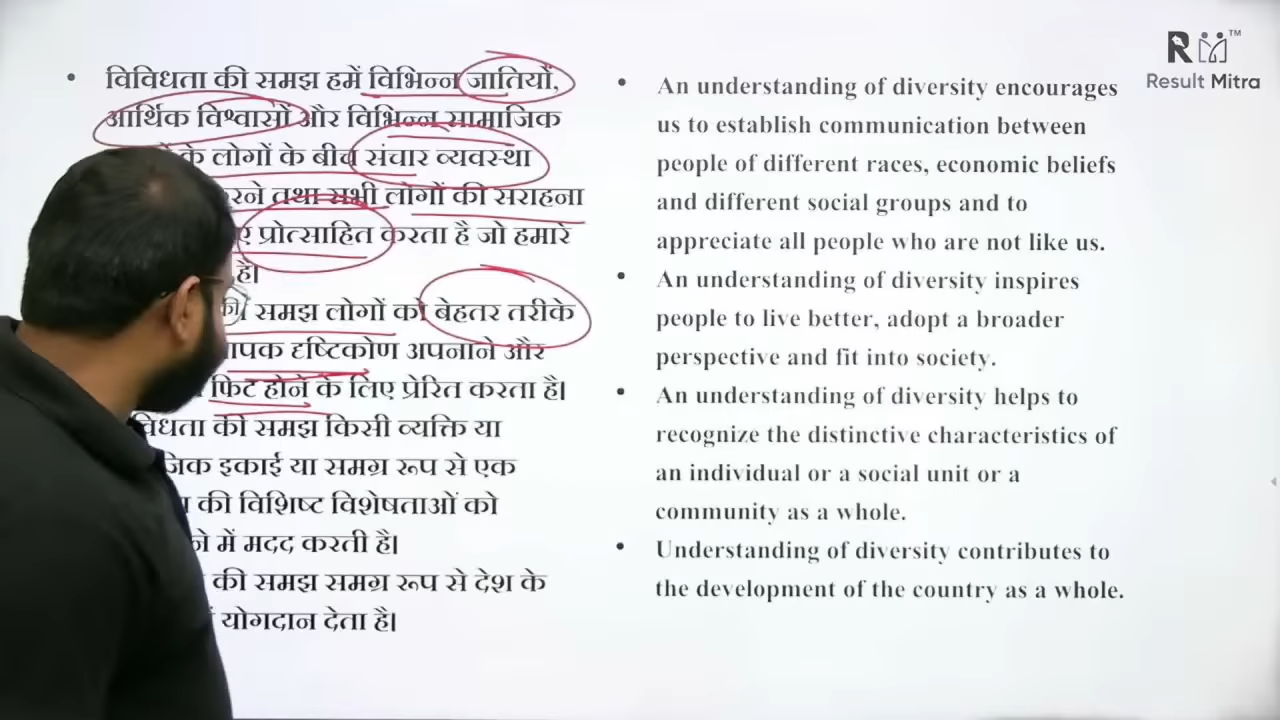 विविधता की समझ हमें विभिन्न जातियों,
आर्थिक विश्वासों और विभिन्न सामाजिक
के लोगों के बीच संचार व्यवस्था
तथा सभी लोगों की सराहना
प्रोत्साहित करता है जो हमारे
है।
की समझ लोगों को बेहतर तरीके
दृष्टिकोण अपनाने और
फिट होने के लिए प्रेरित करता है।
की समझ किसी व्यक्ति या
इकाई या समग्र रूप से एक
की विशिष्ट विशेषताओं को
में मदद करती है।
की समझ समग्र रूप से देश के
योगदान देता है।
An understanding of diversity encourages
us to establish communication between
people of different races, economic beliefs
and different social groups and to
appreciate all people who are not like us.
An understanding of diversity inspires
people to live better, adopt a broader
perspective and fit into society.
An understanding of diversity helps to
recognize the distinctive characteristics of
an individual or a social unit or a
community as a whole.
Understanding of diversity contributes to
the development of the country as a whole.
R TM
Result Mitra